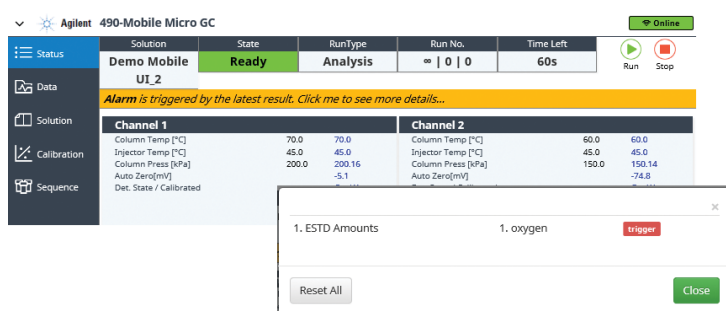 Agilent 490-Mobile Micro GC Online
Solution State RunType Run No. Time Left
Demo Mobile UI_2 Ready Analysis ∞ | 0 | 0 60s
Run Stop
Status
Data
Solution
Calibration
Sequence
Alarm is triggered by the latest result. Click me to see more details...
Channel 1
Column Temp [°C] 70.0 70.0
Injector Temp [°C] 45.0 45.0
Column Press [kPa] 200.0 200.16
Auto Zero[mV] -5.1
Det. State / Calibrated
Channel 2
Column Temp [°C] 60.0 60.0
Injector Temp [°C] 45.0 45.0
Column Press [kPa] 150.0 150.14
Auto Zero[mV] -74.8
×
1. ESTD Amounts 1. oxygen trigger
Reset All Close